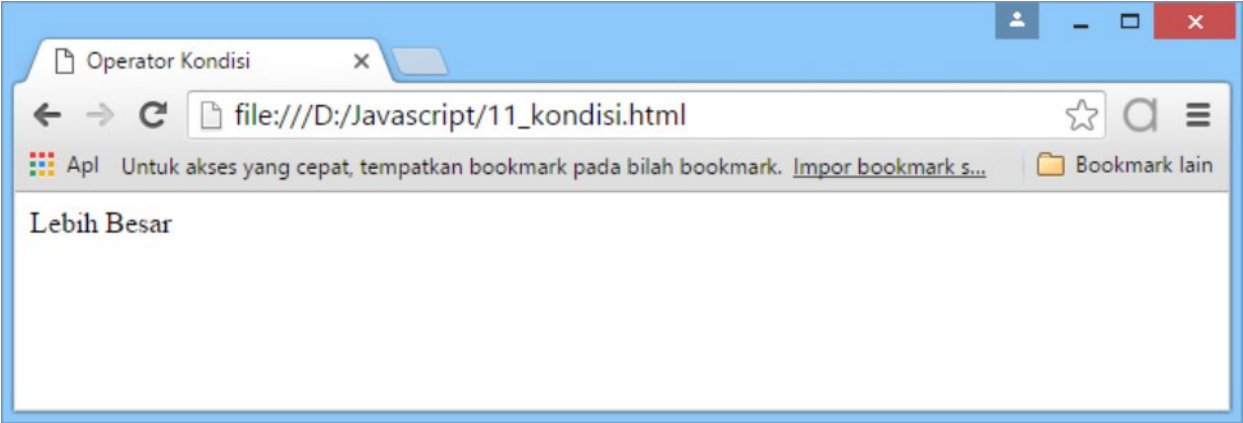 Operator Kondisi
file:///D:/Javascript/11_kondisi.html
Apl Untuk akses yang cepat, tempatkan bookmark pada bilah bookmark. Impor bookmark s... Bookmark lain
Lebih Besar